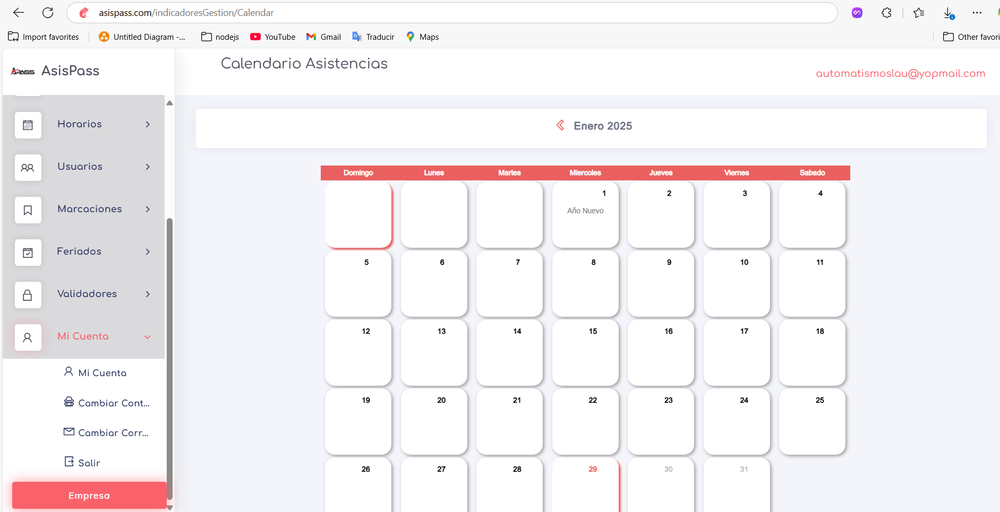 asispass.com/indicadoresGestion/Calendar
Import favorites
Untitled Diagram -...
nodejs
YouTube
Gmail
Traducir
Maps
Other favori
APASS
AsisPass
Calendario Asistencias
automatismoslau@yopmail.com
Horarios
Usuarios
Marcaciones
Feriados
Validadores
Mi Cuenta
Mi Cuenta
Cambiar Cont...
Cambiar Corr...
Salir
Empresa
Enero 2025
Domingo Lunes Martes Miercoles Jueves Viernes Sabado
1 2 3 4
Año Nuevo
5 6 7 8 9 10 11
12 13 14 15 16 17 18
19 20 21 22 23 24 25
26 27 28 29 30 31